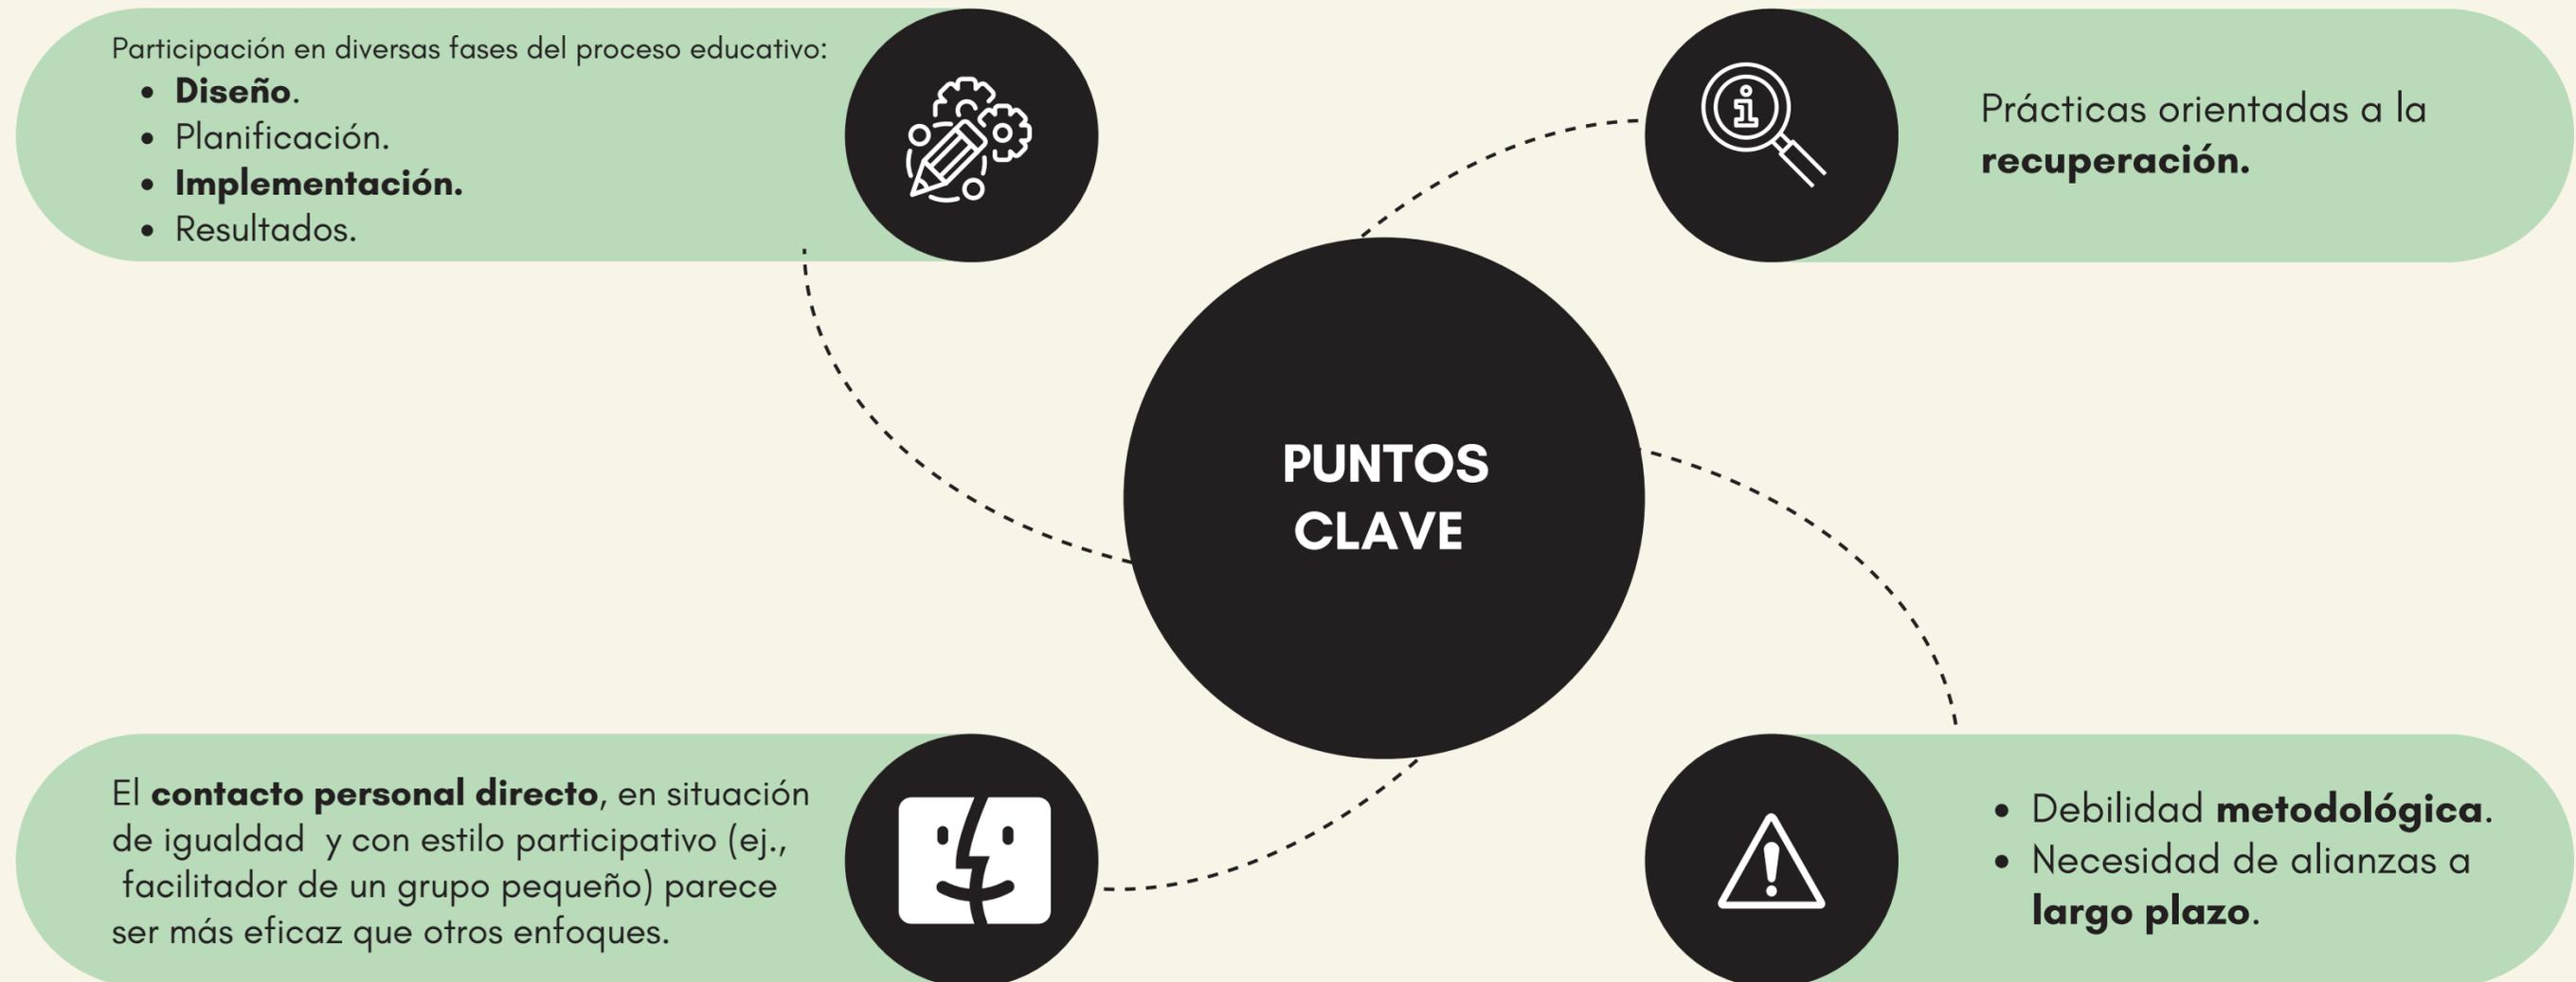 Participación en diversas fases del proceso educativo:
• Diseño.
• Planificación.
• Implementación.
• Resultados.
Prácticas orientadas a la
recuperación.
PUNTOS
CLAVE
El contacto personal directo, en situación
de igualdad y con estilo participativo (ej.,
facilitador de un grupo pequeño) parece
ser más eficaz que otros enfoques.
• Debilidad metodológica.
• Necesidad de alianzas a
largo plazo.